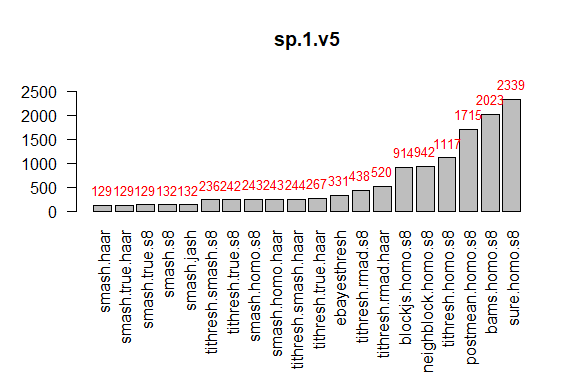 sp.1.v5
2500
2000
1500
1000
500
0
129
129
129
132
132
236
242
243
243
244
267
331
438
520
914
942
1117
1715
2023
2339
smash.haar
smash.true.haar
smash.true.s8
smash.s8
smash.jash
tithresh.smash.s8
tithresh.true.s8
smash.homo.s8
smash.homo.haar
tithresh.smash.haar
tithresh.true.haar
ebayesthresh
tithresh.rmad.s8
tithresh.rmad.haar
blockjs.homo.s8
neighblock.homo.s8
tithresh.homo.s8
postmean.homo.s8
bams.homo.s8
sure.homo.s8